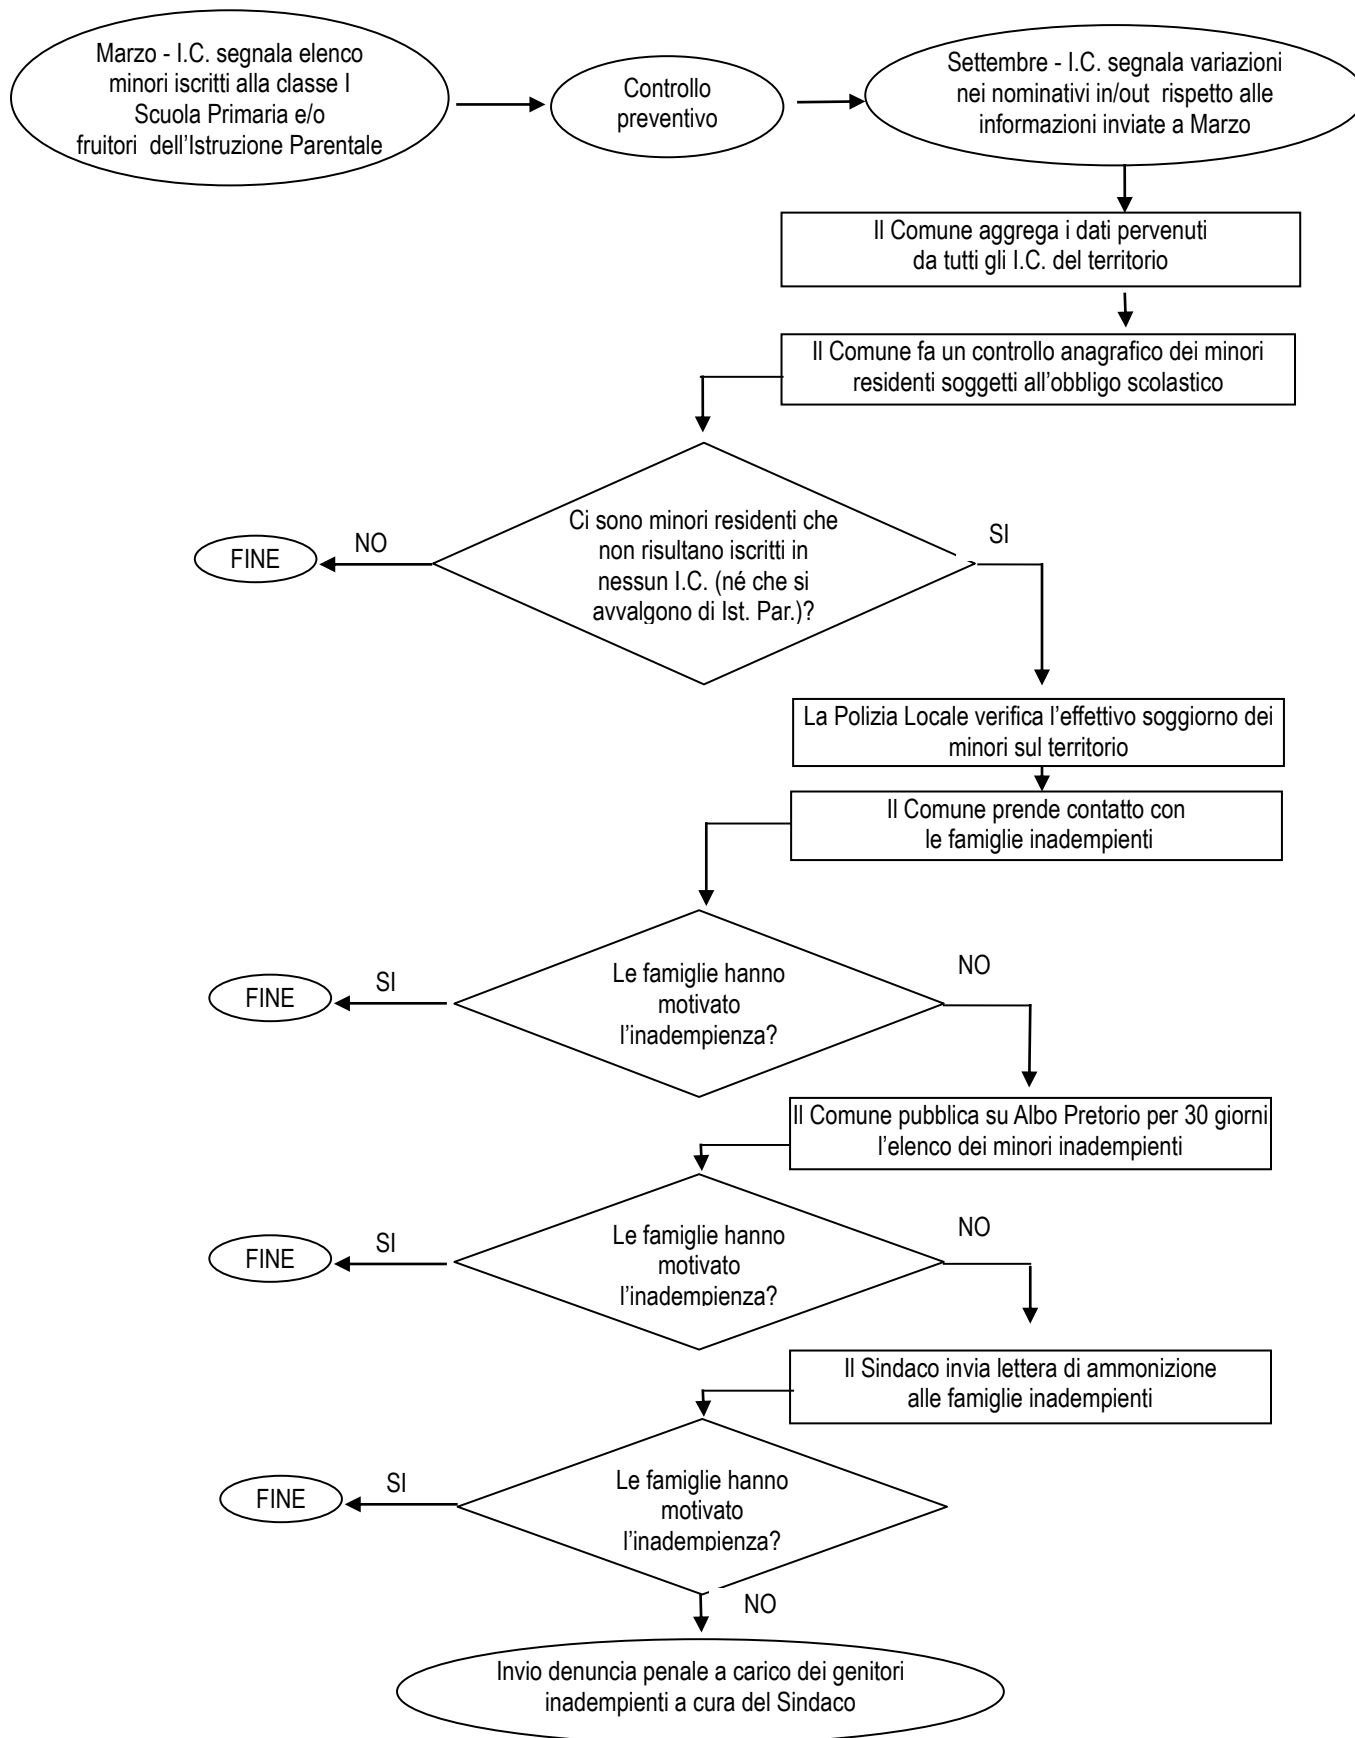 Marzo - I.C. segnala elenco
minori iscritti alla classe I
Scuola Primaria e/o
fruitori dell’Istruzione Parentale
Controllo
preventivo
Settembre - I.C. segnala variazioni
nei nominativi in/out rispetto alle
informazioni inviate a Marzo
Il Comune aggrega i dati pervenuti
da tutti gli I.C. del territorio
Il Comune fa un controllo anagrafico dei minori
residenti soggetti all’obbligo scolastico
Ci sono minori residenti che
non risultano iscritti in
nessun I.C. (né che si
avvalgono di Ist. Par.)?
NO
FINE
SI
La Polizia Locale verifica l’effettivo soggiorno dei
minori sul territorio
Il Comune prende contatto con
le famiglie inadempienti
Le famiglie hanno
motivato
l’inadempienza?
SI
FINE
NO
Il Comune pubblica su Albo Pretorio per 30 giorni
l’elenco dei minori inadempienti
Le famiglie hanno
motivato
l’inadempienza?
SI
FINE
NO
Il Sindaco invia lettera di ammonizione
alle famiglie inadempienti
Le famiglie hanno
motivato
l’inadempienza?
SI
FINE
NO
Invio denuncia penale a carico dei genitori
inadempienti a cura del Sindaco